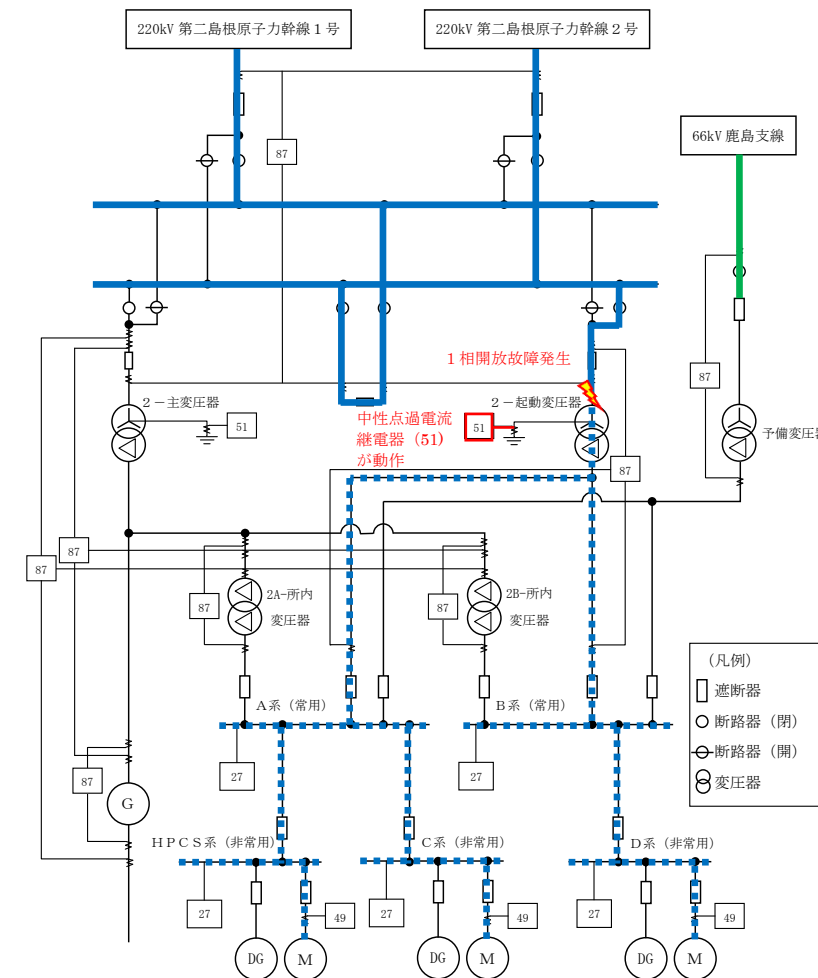 220kV 第二島根原子力幹線１号
220kV 第二島根原子力幹線２号
66kV 鹿島支線
87
87
１相開放故障発生
２－主変圧器
２－起動変圧器
予備変圧器
51
中性点過電流
継電器（51）
が動作
51
87
87
87
2A-所内
変圧器
87
2B-所内
変圧器
87
87
（凡例）
遮断器
断路器（閉）
断路器（開）
変圧器
Ａ系（常用）
Ｂ系（常用）
27
27
87
G
ＨＰＣＳ系（非常用）
Ｃ系（非常用）
Ｄ系（非常用）
27
49
27
49
27
49
DG
M
DG
M
DG
M